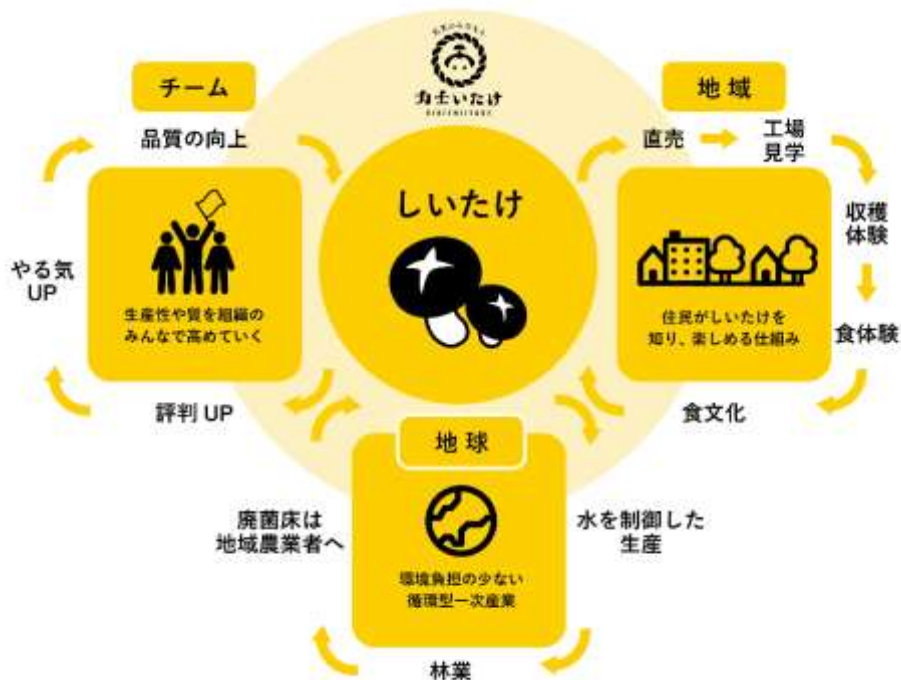 力士いたけ
チーム
地域
品質の向上
直売
工場
見学
しいたけ
収穫
体験
やる気
UP
生産性や質を組織の
みんなで高めていく
住民がしいたけを
知り、楽しめる仕組み
食体験
評判 UP
食文化
地球
廃菌床は
地域農業者へ
水を制御した
生産
環境負担の少ない
循環型一次産業
林業